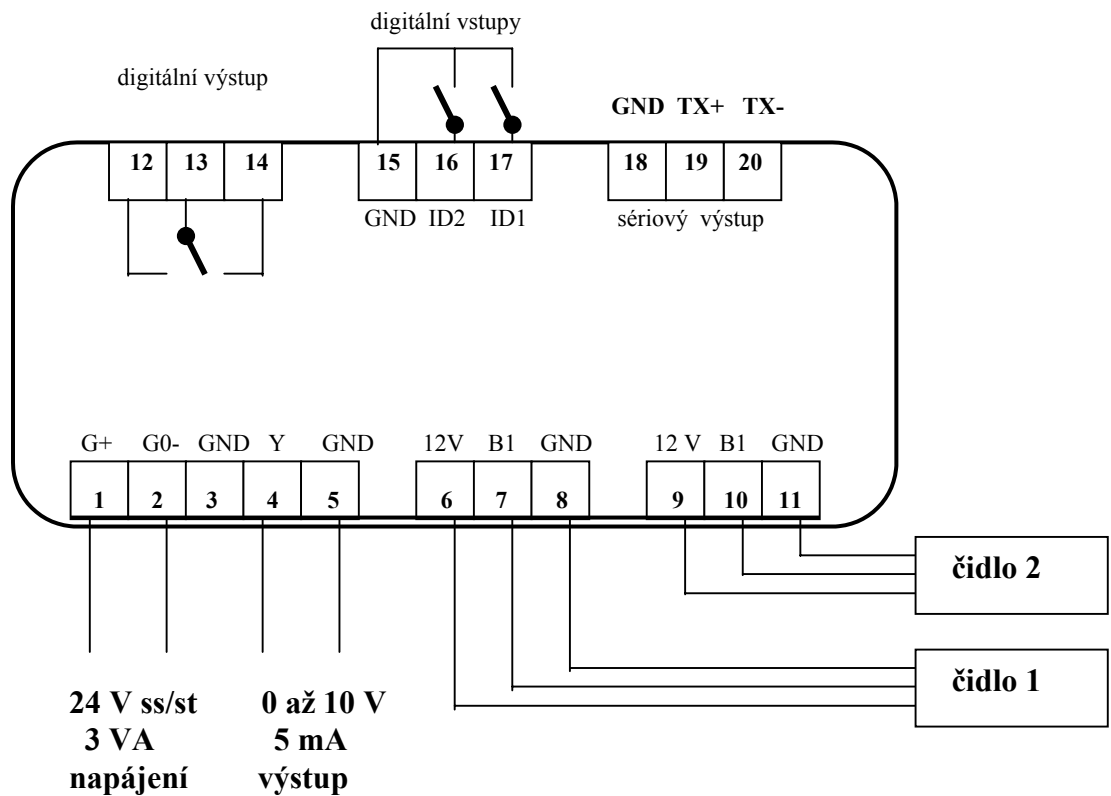 digitální vstupy
digitální výstup
GND TX+ TX-
12 13 14 15 16 17 18 19 20
GND ID2 ID1 sériový výstup
G+ G0- GND Y GND 12V B1 GND 12 V B1 GND
1 2 3 4 5 6 7 8 9 10 11
čidlo 2
čidlo 1
24 V ss/st 0 až 10 V
3 VA 5 mA
napájení výstup